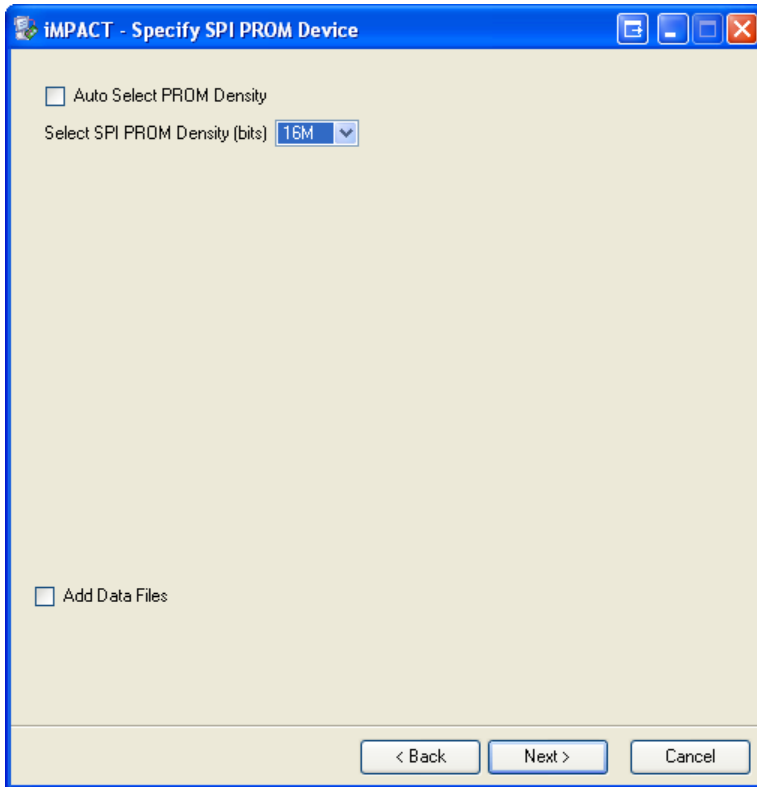 iMPACT - Specify SPI PROM Device
Auto Select PROM Density
Select SPI PROM Density (bits) 16M
Add Data Files
< Back Next > Cancel